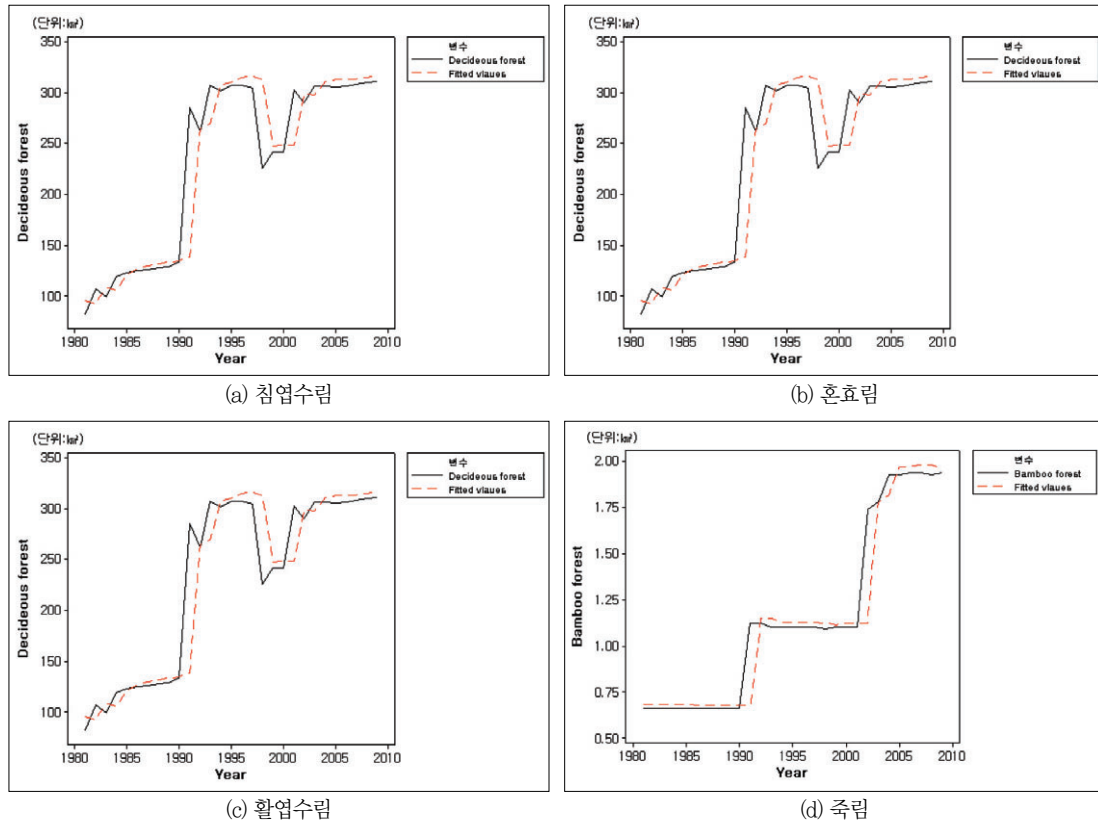 (단위:㎢)
변수
Decideous forest
Fitted vlaues
Decideous forest
350
300
250
200
150
100
1980 1985 1990 1995 2000 2005 2010
Year
(a) 침엽수림
(단위:㎢)
변수
Decideous forest
Fitted vlaues
Decideous forest
350
300
250
200
150
100
1980 1985 1990 1995 2000 2005 2010
Year
(b) 혼효림
(단위:㎢)
변수
Decideous forest
Fitted vlaues
Decideous forest
350
300
250
200
150
100
1980 1985 1990 1995 2000 2005 2010
Year
(c) 활엽수림
(단위:㎢)
변수
Bamboo forest
Fitted vlaues
Bamboo forest
2.00
1.75
1.50
1.25
1.00
0.75
0.50
1980 1985 1990 1995 2000 2005 2010
Year
(d) 죽림